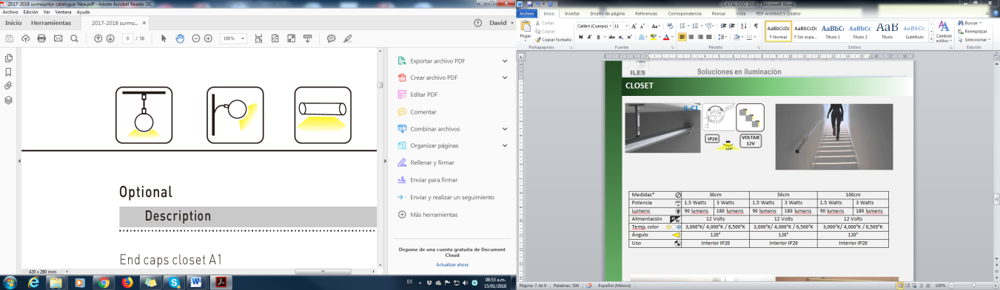 2017-2018 surmountor catalogue-New.pdf - Adobe Acrobat Reader DC
Archivo Edición Ver Ventana Ayuda
Inicio Herramientas 2017-2018 surmo... × David
9 / 58 100%
Exportar archivo PDF
Crear archivo PDF
Editar PDF
Comentar
Combinar archivos
Organizar páginas
Rellenar y firmar
Enviar para firmar
Enviar y realizar un seguimiento
Más herramientas
Dispone de una cuenta gratuita de Document
Cloud
Actualizar ahora
Optional
Description
End caps closet A1
420 x 280 mm
ES 08:53 a.m.
15/01/2018
CATALOGO 2018 - Microsoft Word
Archivo Inicio Insertar Diseño de página Referencias Correspondencia Revisar Vista PDF Architect 5 Creator
Pegar
Cortar
Copiar
Copiar formato
Portapapeles
Calibri (Cuerpo) 11
N K S abc x, x²
Fuente
Párrafo
AaBbCcDc AaBbCcDc AaBbC AaBbCc AaB AaBbCc.
¶ Normal ¶ Sin espa... Título 1 Título 2 Título Subtítulo
Cambiar estilos
Estilos
Buscar
Reemplazar
Seleccionar
Edición
ILES Soluciones en iluminación
CLOSET
IL-C1
IP20
120°
VOLTAJE
12V
Medidas* 30cm 50cm 100cm
Potencia 1.5 Watts 3 Watts 1.5 Watts 3 Watts 1.5 Watts 3 Watts
Lumens 90 lumens 180 lumens 90 lumens 180 lumens 90 lumens 180 lumens
Alimentación 12 Volts 12 Volts 12 Volts
Temp. color 3,000°K/ 4,000°K / 6,500°K 3,000°K/ 4,000°K / 6,500°K 3,000°K/ 4,000°K / 6,500°K
Ángulo 120° 120° 120°
Uso Interior IP20 Interior IP20 Interior IP20
Página: 7 de 9 Palabras: 508 Español (México) 100%